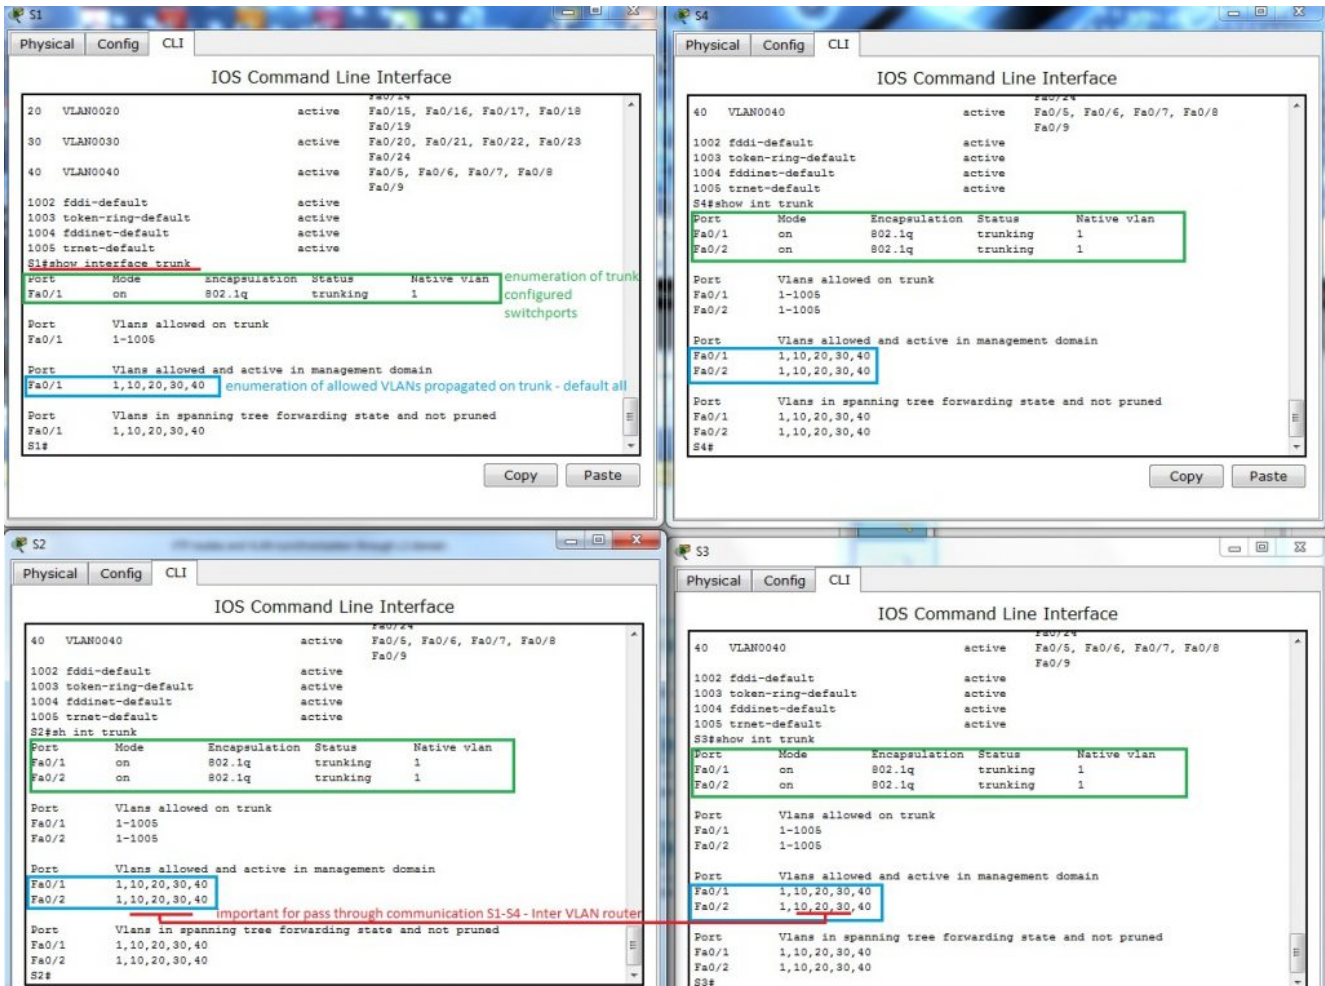 S1
Physical Config CLI
IOS Command Line Interface
Fa0/14
20 VLAN0020 active Fa0/15, Fa0/16, Fa0/17, Fa0/18
Fa0/19
30 VLAN0030 active Fa0/20, Fa0/21, Fa0/22, Fa0/23
Fa0/24
40 VLAN0040 active Fa0/5, Fa0/6, Fa0/7, Fa0/8
Fa0/9
1002 fddi-default active
1003 token-ring-default active
1004 fddinet-default active
1005 trnet-default active
S1#show interface trunk
Port Mode Encapsulation Status Native vlan
Fa0/1 on 802.1q trunking 1
enumeration of trunk
configured
switchports
Port Vlans allowed on trunk
Fa0/1 1-1005
Port Vlans allowed and active in management domain
Fa0/1 1,10,20,30,40 enumeration of allowed VLANs propagated on trunk - default all
Port Vlans in spanning tree forwarding state and not pruned
Fa0/1 1,10,20,30,40
S1#
Copy Paste
S4
Physical Config CLI
IOS Command Line Interface
Fa0/24
40 VLAN0040 active Fa0/5, Fa0/6, Fa0/7, Fa0/8
Fa0/9
1002 fddi-default active
1003 token-ring-default active
1004 fddinet-default active
1005 trnet-default active
S4#show int trunk
Port Mode Encapsulation Status Native vlan
Fa0/1 on 802.1q trunking 1
Fa0/2 on 802.1q trunking 1
Port Vlans allowed on trunk
Fa0/1 1-1005
Fa0/2 1-1005
Port Vlans allowed and active in management domain
Fa0/1 1,10,20,30,40
Fa0/2 1,10,20,30,40
Port Vlans in spanning tree forwarding state and not pruned
Fa0/1 1,10,20,30,40
Fa0/2 1,10,20,30,40
S4#
Copy Paste
S2
Physical Config CLI
IOS Command Line Interface
Fa0/24
40 VLAN0040 active Fa0/5, Fa0/6, Fa0/7, Fa0/8
Fa0/9
1002 fddi-default active
1003 token-ring-default active
1004 fddinet-default active
1005 trnet-default active
S2#sh int trunk
Port Mode Encapsulation Status Native vlan
Fa0/1 on 802.1q trunking 1
Fa0/2 on 802.1q trunking 1
Port Vlans allowed on trunk
Fa0/1 1-1005
Fa0/2 1-1005
Port Vlans allowed and active in management domain
Fa0/1 1,10,20,30,40
Fa0/2 1,10,20,30,40
important for pass through communication S1-S4 - Inter VLAN router
Port Vlans in spanning tree forwarding state and not pruned
Fa0/1 1,10,20,30,40
Fa0/2 1,10,20,30,40
S2#
S3
Physical Config CLI
IOS Command Line Interface
Fa0/24
40 VLAN0040 active Fa0/5, Fa0/6, Fa0/7, Fa0/8
Fa0/9
1002 fddi-default active
1003 token-ring-default active
1004 fddinet-default active
1005 trnet-default active
S3#show int trunk
Port Mode Encapsulation Status Native vlan
Fa0/1 on 802.1q trunking 1
Fa0/2 on 802.1q trunking 1
Port Vlans allowed on trunk
Fa0/1 1-1005
Fa0/2 1-1005
Port Vlans allowed and active in management domain
Fa0/1 1,10,20,30,40
Fa0/2 1,10,20,30,40
Port Vlans in spanning tree forwarding state and not pruned
Fa0/1 1,10,20,30,40
Fa0/2 1,10,20,30,40
S3#